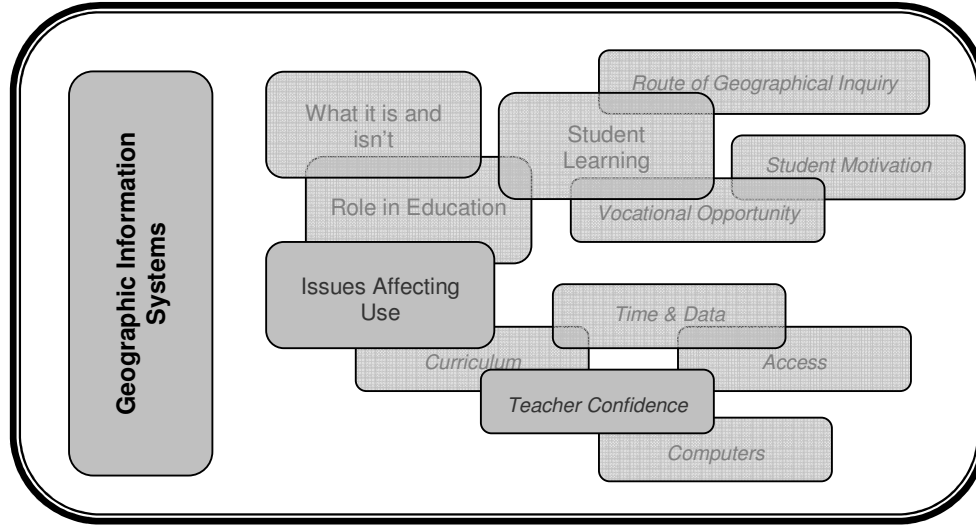 Geographic Information
Systems
What it is and
isn't
Role in Education
Issues Affecting
Use
Student
Learning
Route of Geographical Inquiry
Student Motivation
Vocational Opportunity
Time & Data
Curriculum
Access
Teacher Confidence
Computers